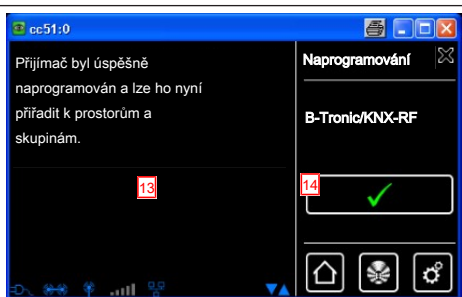 cc51:0
Přijímač byl úspěšně
naprogramován a lze ho nyní
přiřadit k prostorům a
skupinám.
13
Naprogramování
B-Tronic/KNX-RF
14